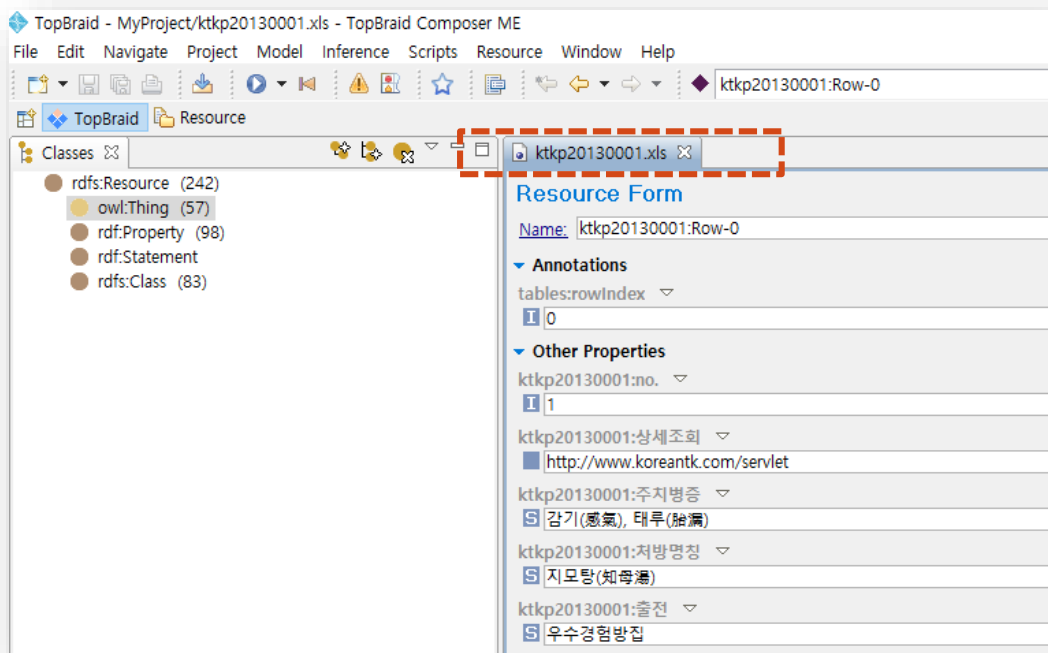 TopBraid - MyProject/ktkp20130001.xls - TopBraid Composer ME
File Edit Navigate Project Model Inference Scripts Resource Window Help
ktkp20130001:Row-0
TopBraid Resource
Classes
ktkp20130001.xls
rdfs:Resource (242)
owl:Thing (57)
rdf:Property (98)
rdf:Statement
rdfs:Class (83)
Resource Form
Name: ktkp20130001:Row-0
Annotations
tables:rowIndex
I 0
Other Properties
ktkp20130001:no.
I 1
ktkp20130001:상세조회
http://www.koreantk.com/servlet
ktkp20130001:주치병증
S 감기(感氣), 태루(胎漏)
ktkp20130001:처방명칭
S 지모탕(知母湯)
ktkp20130001:출전
S 우수경험방집